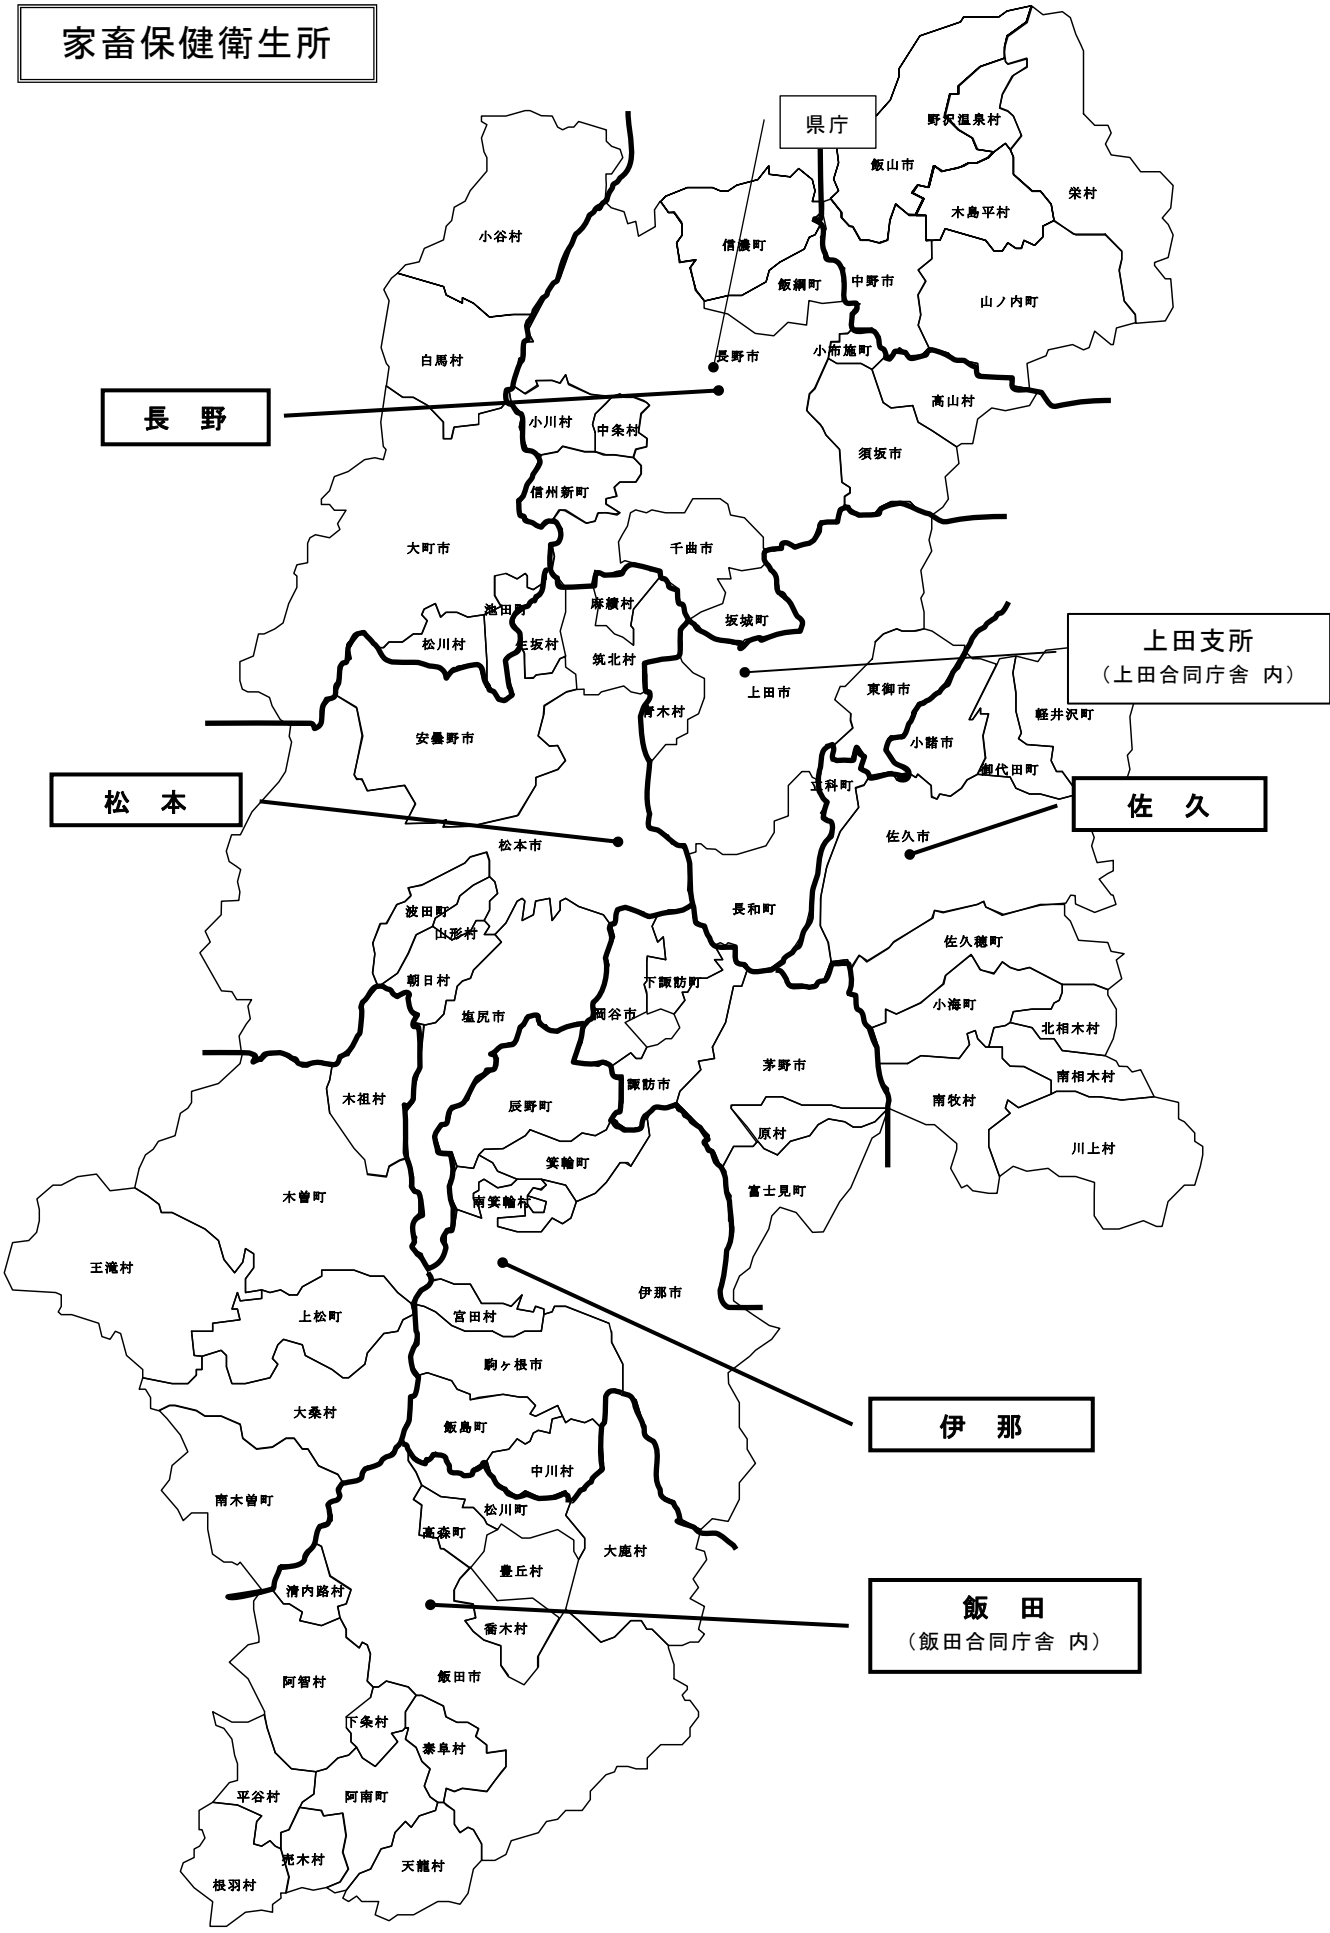 家畜保健衛生所
県庁
野沢温泉村
飯山市
栄村
木島平村
小谷村
信濃町
飯綱町
中野市
山ノ内町
長野市
小布施町
白馬村
高山村
長　野
小川村
中条村
須坂市
信州新町
大町市
千曲市
池田町
麻績村
坂城町
松川村
生坂村
筑北村
上田支所
（上田合同庁舎 内）
上田市
東御市
青木村
軽井沢町
安曇野市
小諸市
御代田町
立科町
松　本
佐　久
佐久市
松本市
波田町
長和町
山形村
佐久穂町
朝日村
下諏訪町
小海町
塩尻市
岡谷市
北相木村
茅野市
南相木村
諏訪市
木祖村
辰野町
南牧村
原村
川上村
箕輪町
木曽町
南箕輪村
富士見町
王滝村
伊那市
上松町
宮田村
駒ヶ根市
大桑村
飯島町
伊　那
中川村
南木曽町
松川町
高森町
大鹿村
豊丘村
清内路村
飯　田
（飯田合同庁舎 内）
喬木村
飯田市
阿智村
下条村
泰阜村
平谷村
阿南町
売木村
天龍村
根羽村